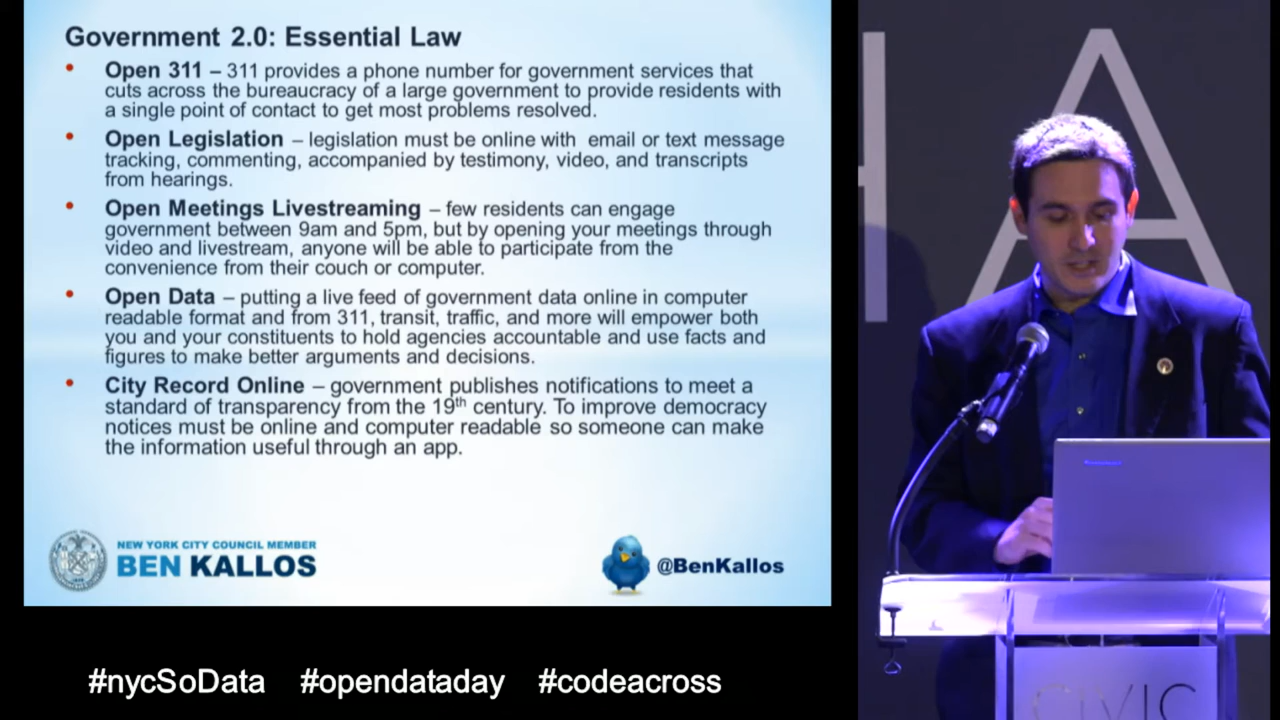 Government 2.0: Essential Law
• Open 311 – 311 provides a phone number for government services that
cuts across the bureaucracy of a large government to provide residents with
a single point of contact to get most problems resolved.
• Open Legislation – legislation must be online with email or text message
tracking, commenting, accompanied by testimony, video, and transcripts
from hearings.
• Open Meetings Livestreaming – few residents can engage
government between 9am and 5pm, but by opening your meetings through
video and livestream, anyone will be able to participate from the
convenience from their couch or computer.
• Open Data – putting a live feed of government data online in computer
readable format and from 311, transit, traffic, and more will empower both
you and your constituents to hold agencies accountable and use facts and
figures to make better arguments and decisions.
• City Record Online – government publishes notifications to meet a
standard of transparency from the 19th century. To improve democracy
notices must be online and computer readable so someone can make
the information useful through an app.
NEW YORK CITY COUNCIL MEMBER
BEN KALLOS
@BenKallos
#nycSoData #opendataday #codeacross
HA
CIVIC